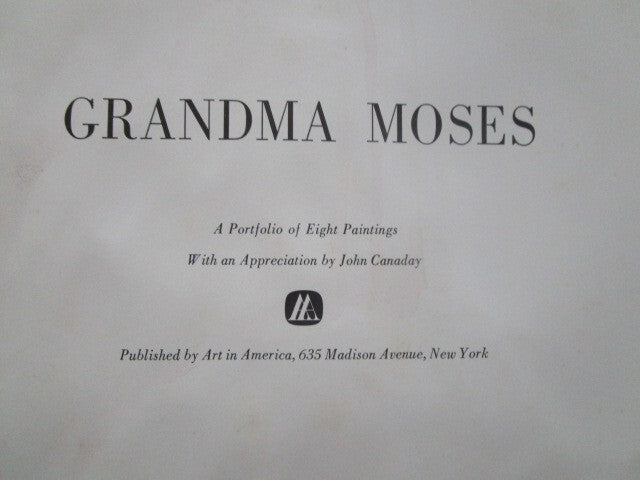 GRANDMA MOSES
A Portfolio of Eight Paintings
With an Appreciation by John Canaday
Published by Art in America, 635 Madison Avenue, New York